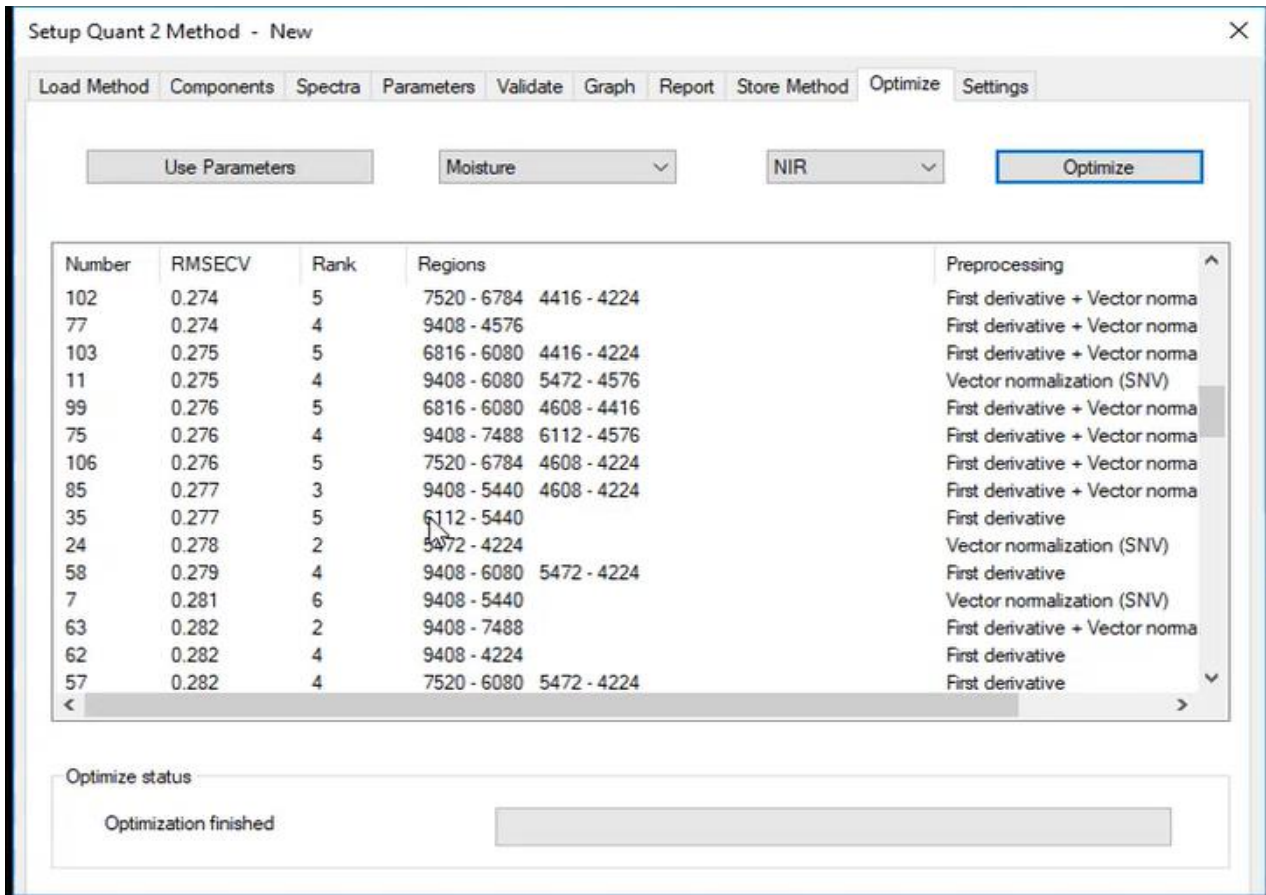 Setup Quant 2 Method - New
Load Method Components Spectra Parameters Validate Graph Report Store Method Optimize Settings
Use Parameters Moisture NIR Optimize
Number RMSECV Rank Regions Preprocessing
102 0.274 5 7520 - 6784 4416 - 4224 First derivative + Vector norma
77 0.274 4 9408 - 4576 First derivative + Vector norma
103 0.275 5 6816 - 6080 4416 - 4224 First derivative + Vector norma
11 0.275 4 9408 - 6080 5472 - 4576 Vector normalization (SNV)
99 0.276 5 6816 - 6080 4608 - 4416 First derivative + Vector norma
75 0.276 4 9408 - 7488 6112 - 4576 First derivative + Vector norma
106 0.276 5 7520 - 6784 4608 - 4224 First derivative + Vector norma
85 0.277 3 9408 - 5440 4608 - 4224 First derivative + Vector norma
35 0.277 5 6112 - 5440 First derivative
24 0.278 2 5472 - 4224 Vector normalization (SNV)
58 0.279 4 9408 - 6080 5472 - 4224 First derivative
7 0.281 6 9408 - 5440 Vector normalization (SNV)
63 0.282 2 9408 - 7488 First derivative + Vector norma
62 0.282 4 9408 - 4224 First derivative
57 0.282 4 7520 - 6080 5472 - 4224 First derivative
Optimize status
Optimization finished